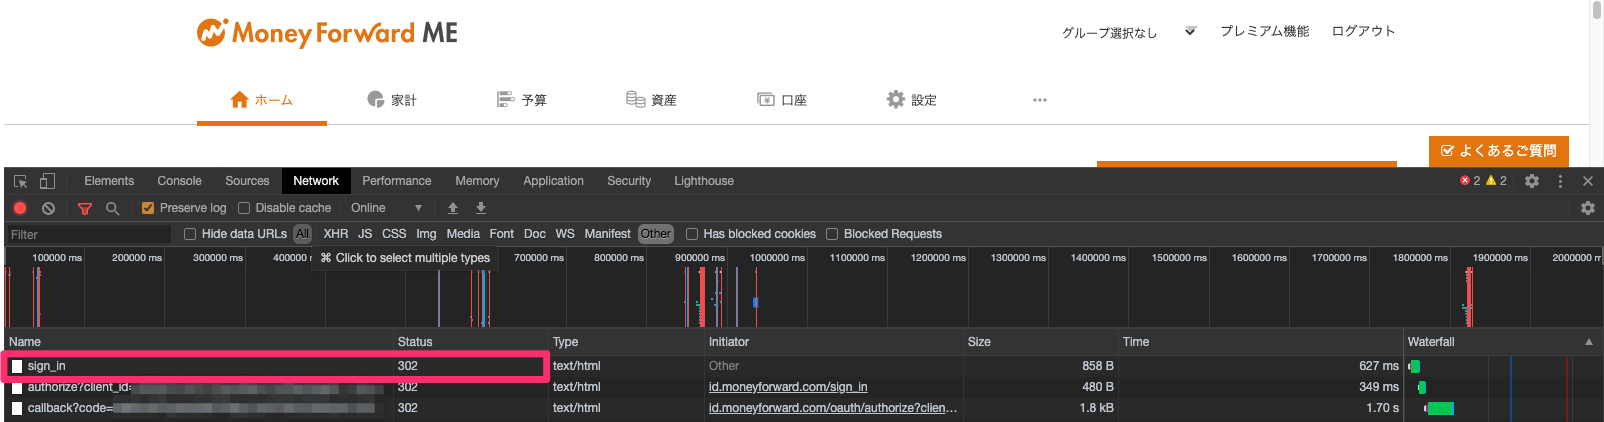 Money Forward ME
グループ選択なし プレミアム機能 ログアウト
ホーム 家計 予算 資産 口座 設定 ...
よくあるご質問
Elements Console Sources Network Performance Memory Application Security Lighthouse 2 2
Preserve log Disable cache Online
Filter Hide data URLs All XHR JS CSS Img Media Font Doc WS Manifest Other Has blocked cookies Blocked Requests
⌘ Click to select multiple types
100000 ms 200000 ms 300000 ms 700000 ms 800000 ms 900000 ms 1000000 ms 1100000 ms 1200000 ms 1300000 ms 1400000 ms 1500000 ms 1600000 ms 1700000 ms 1800000 ms 1900000 ms
Name Status Type Initiator Size Time Waterfall
sign_in 302 text/html Other 858 B 627 ms
authorize?client_id= 302 text/html id.moneyforward.com/sign_in 480 B 349 ms
callback?code= 302 text/html id.moneyforward.com/oauth/authorize?clien… 1.8 kB 1.70 s